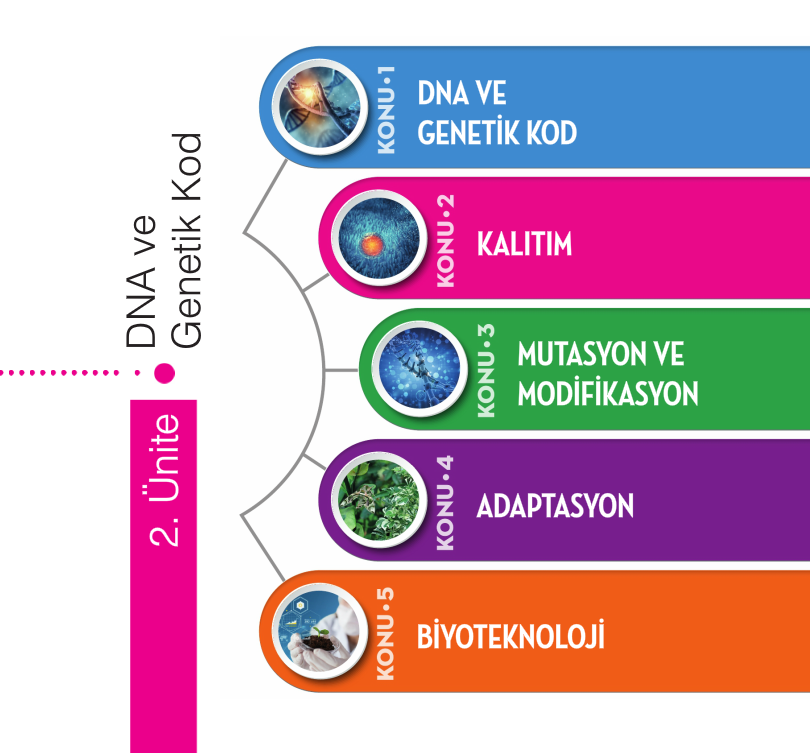 2. Ünite
DNA ve
Genetik Kod
KONU•1
DNA VE
GENETİK KOD
KONU•2
KALITIM
KONU•3
MUTASYON VE
MODİFİKASYON
KONU•4
ADAPTASYON
KONU•5
BİYOTEKNOLOJİ